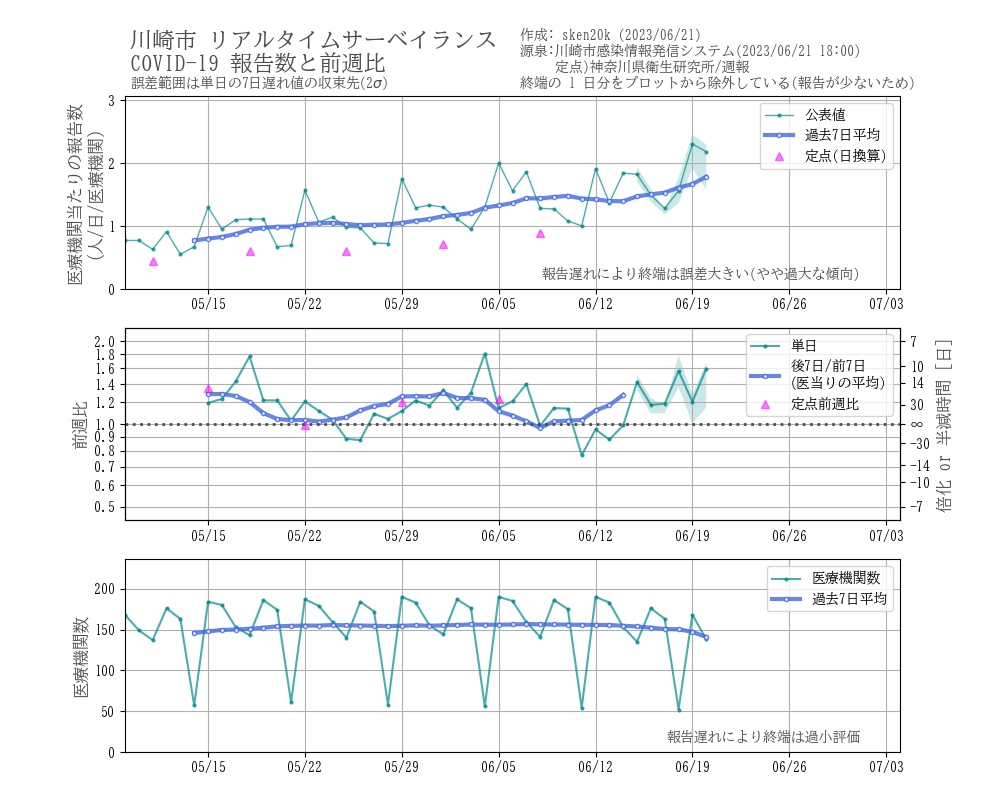 川崎市 リアルタイムサーベイランス
COVID-19 報告数と前週比
誤差範囲は単日の7日遅れ値の収束先(2σ)
作成: sken20k (2023/06/21)
源泉:川崎市感染情報発信システム(2023/06/21 18:00)
定点)神奈川県衛生研究所/週報
終端の 1 日分をプロットから除外している(報告が少ないため)
医療機関当たりの報告数
(人/日/医療機関)
3
2
1
0
公表値
過去7日平均
定点(日換算)
報告遅れにより終端は誤差大きい(やや過大な傾向)
05/15 05/22 05/29 06/05 06/12 06/19 06/26 07/03
前週比
2.0
1.8
1.6
1.4
1.2
1.0
0.9
0.8
0.7
0.6
0.5
単日
後7日/前7日
(医当りの平均)
定点前週比
7
10
14
30
∞
-30
-14
-10
-7
倍化 or 半減時間 [日]
05/15 05/22 05/29 06/05 06/12 06/19 06/26 07/03
医療機関数
200
150
100
50
0
医療機関数
過去7日平均
報告遅れにより終端は過小評価
05/15 05/22 05/29 06/05 06/12 06/19 06/26 07/03